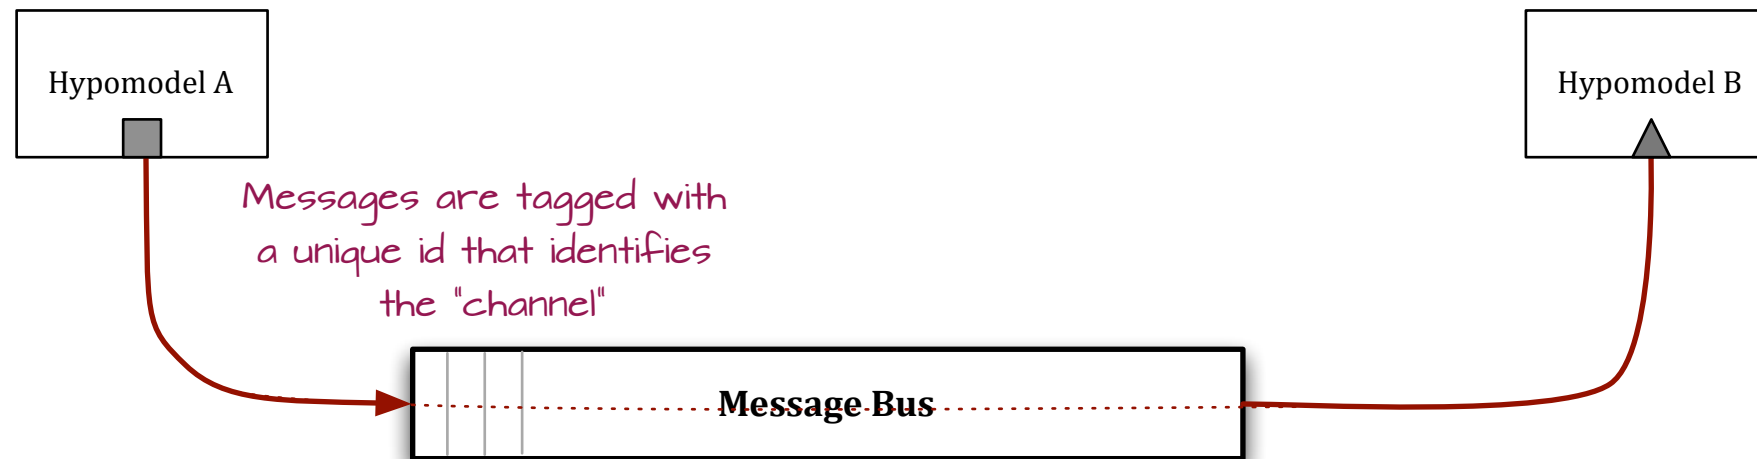 Hypomodel A
Hypomodel B
Messages are tagged with
a unique id that identifies
the "channel"
Message Bus